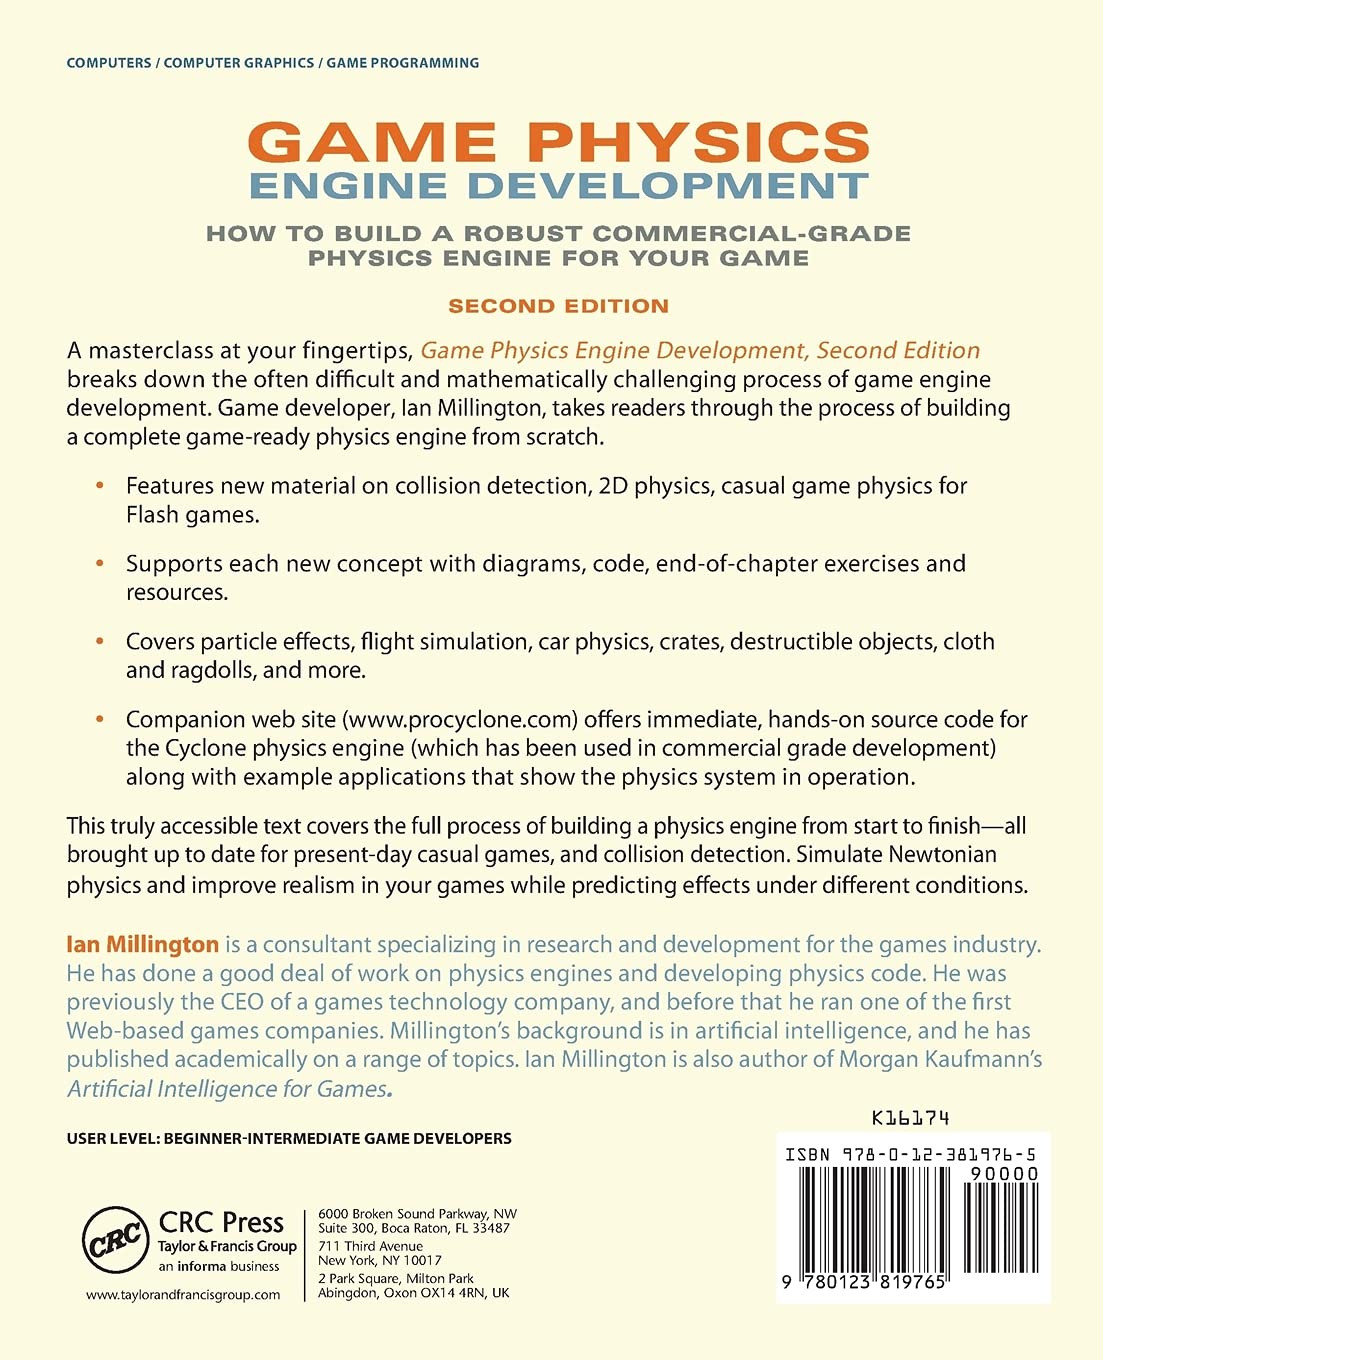 COMPUTERS / COMPUTER GRAPHICS / GAME PROGRAMMING
GAME PHYSICS
ENGINE DEVELOPMENT
HOW TO BUILD A ROBUST COMMERCIAL-GRADE
PHYSICS ENGINE FOR YOUR GAME
SECOND EDITION
A masterclass at your fingertips, Game Physics Engine Development, Second Edition
breaks down the often difficult and mathematically challenging process of game engine
development. Game developer, Ian Millington, takes readers through the process of building
a complete game-ready physics engine from scratch.
• Features new material on collision detection, 2D physics, casual game physics for
Flash games.
• Supports each new concept with diagrams, code, end-of-chapter exercises and
resources.
• Covers particle effects, flight simulation, car physics, crates, destructible objects, cloth
and ragdolls, and more.
• Companion web site (www.procyclone.com) offers immediate, hands-on source code for
the Cyclone physics engine (which has been used in commercial grade development)
along with example applications that show the physics system in operation.
This truly accessible text covers the full process of building a physics engine from start to finish—all
brought up to date for present-day casual games, and collision detection. Simulate Newtonian
physics and improve realism in your games while predicting effects under different conditions.
Ian Millington is a consultant specializing in research and development for the games industry.
He has done a good deal of work on physics engines and developing physics code. He was
previously the CEO of a games technology company, and before that he ran one of the first
Web-based games companies. Millington's background is in artificial intelligence, and he has
published academically on a range of topics. Ian Millington is also author of Morgan Kaufmann's
Artificial Intelligence for Games.
USER LEVEL: BEGINNER-INTERMEDIATE GAME DEVELOPERS
CRC
CRC Press
Taylor & Francis Group
an informa business
www.taylorandfrancisgroup.com
6000 Broken Sound Parkway, NW
Suite 300, Boca Raton, FL 33487
711 Third Avenue
New York, NY 10017
2 Park Square, Milton Park
Abingdon, Oxon OX14 4RN, UK
K16174
ISBN 978-0-12-381976-5
90000
9 780123 819765